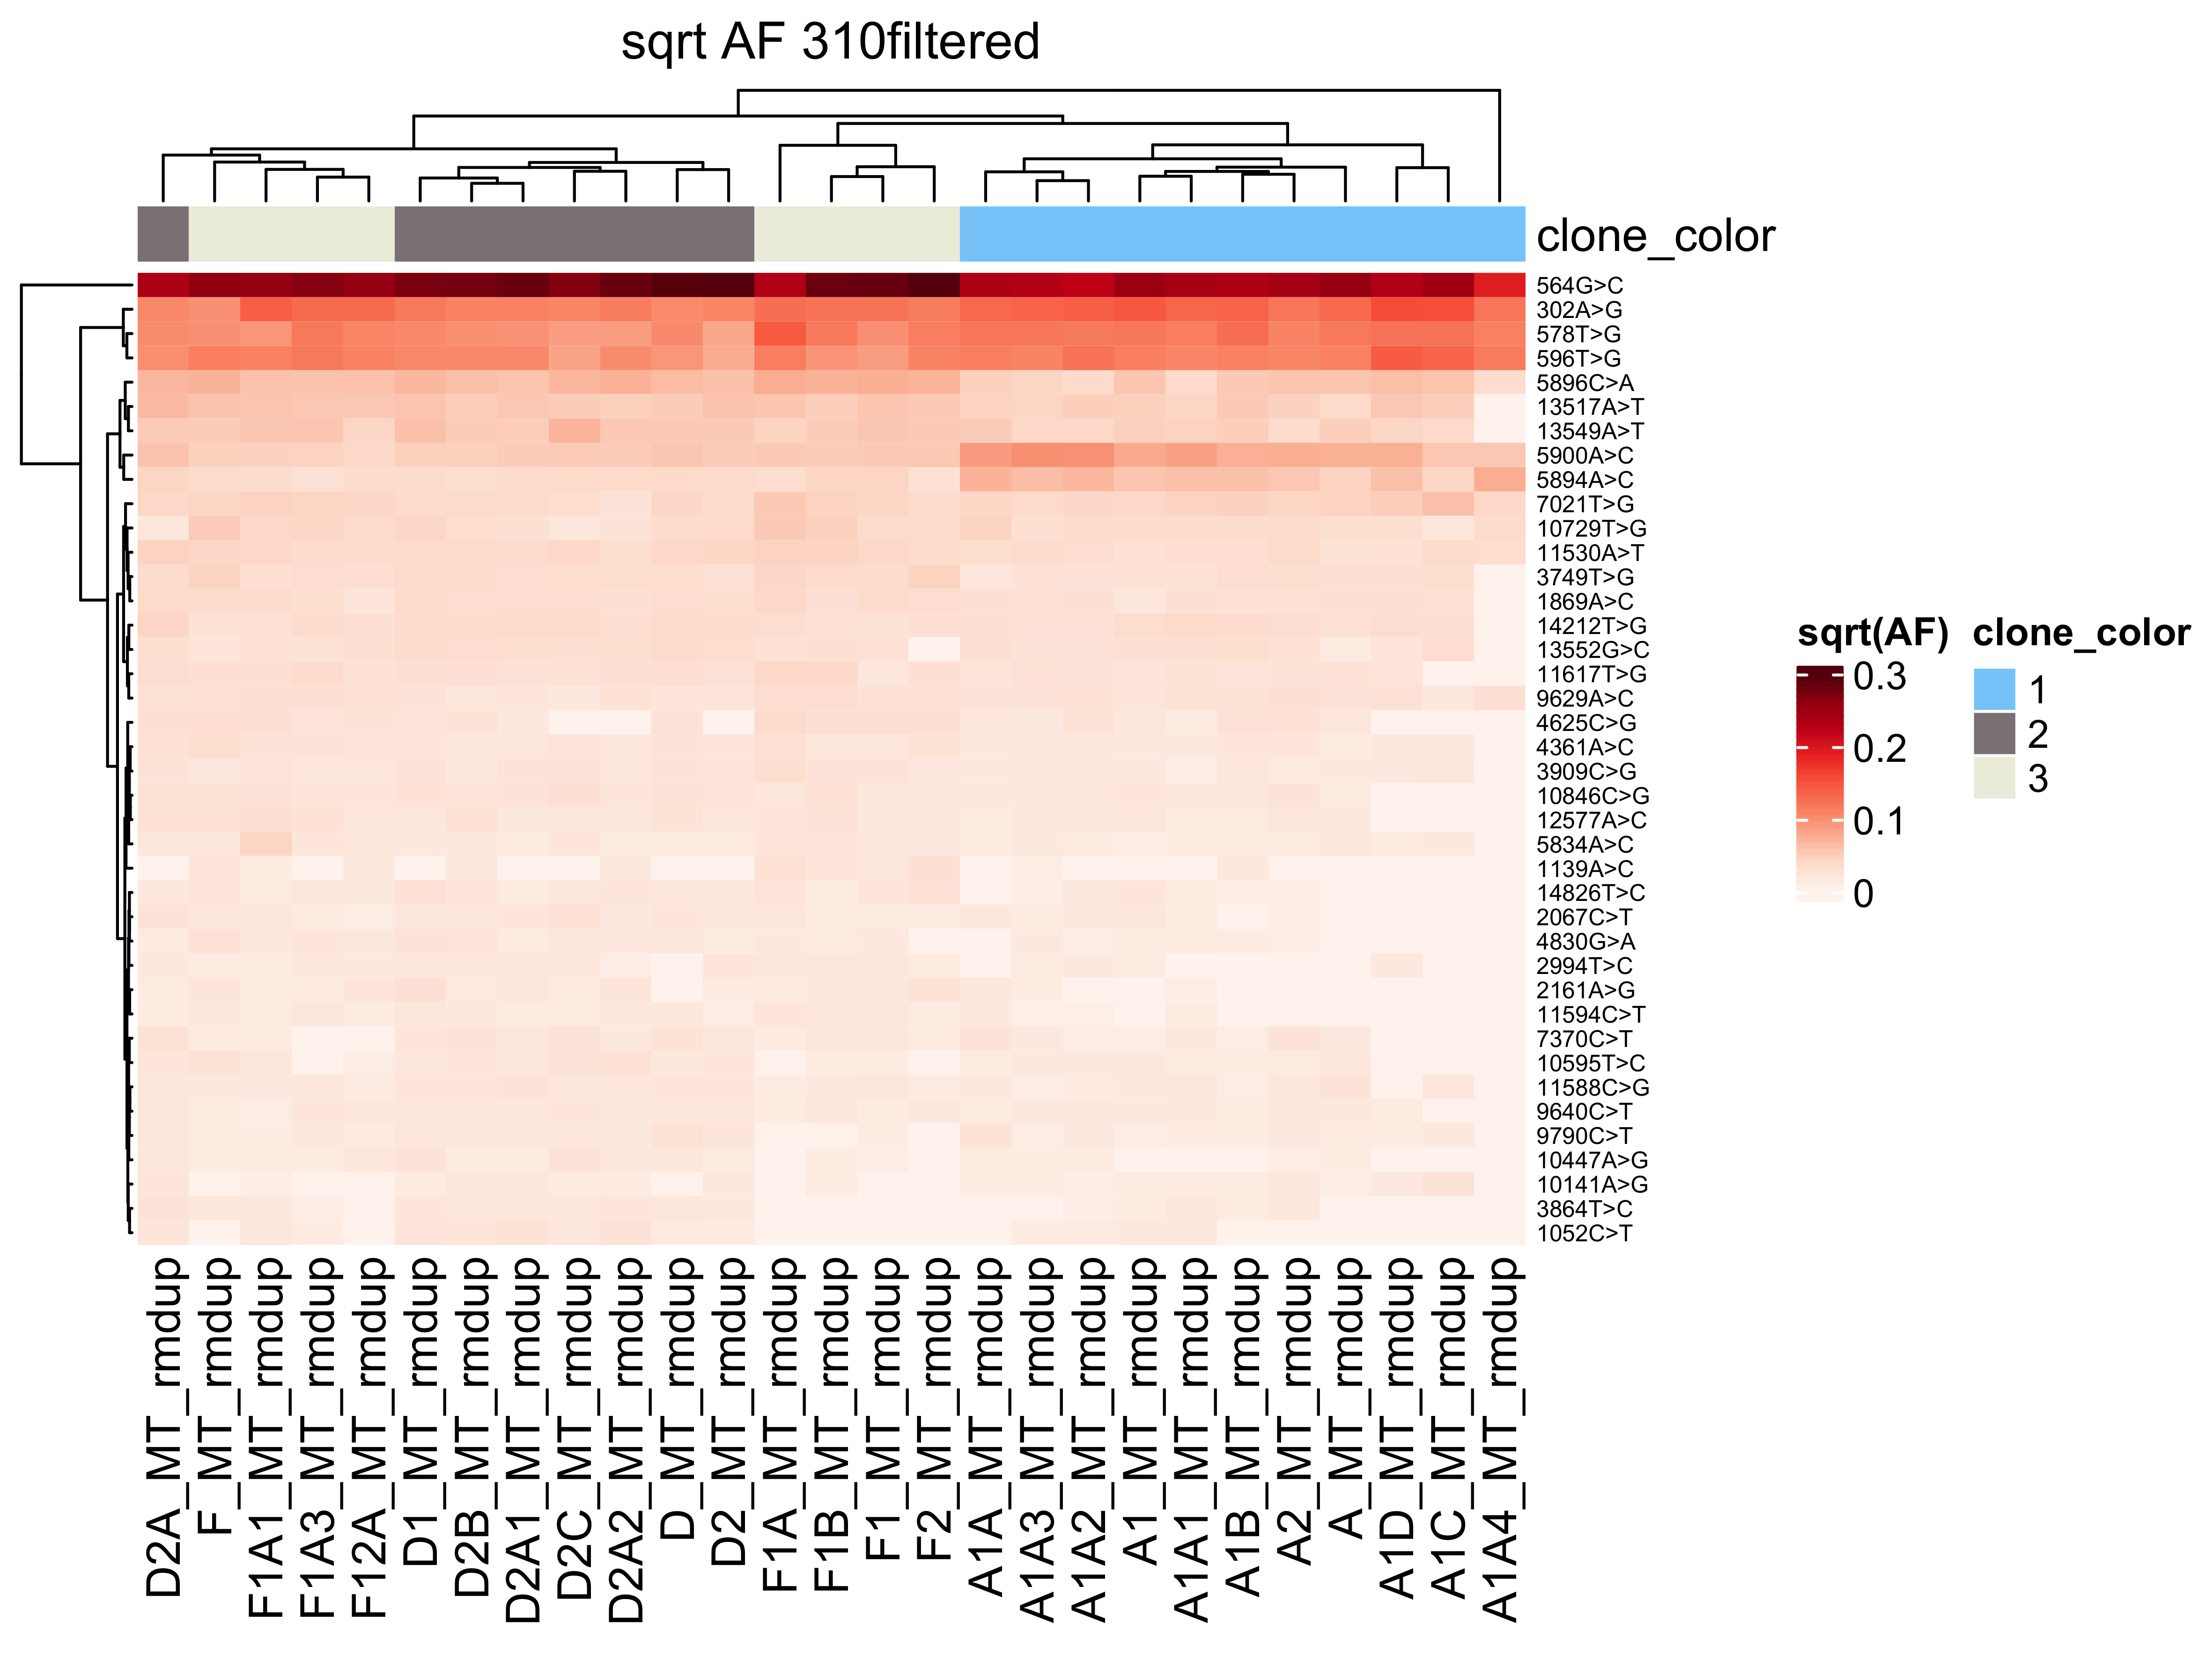 sqrt AF 310filtered
clone_color
564G>C
302A>G
578T>G
596T>G
5896C>A
13517A>T
13549A>T
5900A>C
5894A>C
7021T>G
10729T>G
11530A>T
3749T>G
1869A>C
14212T>G
13552G>C
11617T>G
9629A>C
4625C>G
4361A>C
3909C>G
10846C>G
12577A>C
5834A>C
1139A>C
14826T>C
2067C>T
4830G>A
2994T>C
2161A>G
11594C>T
7370C>T
10595T>C
11588C>G
9640C>T
9790C>T
10447A>G
10141A>G
3864T>C
1052C>T
D2A_MT_rmdup
F_MT_rmdup
F1A1_MT_rmdup
F1A3_MT_rmdup
F12A_MT_rmdup
D1_MT_rmdup
D2B_MT_rmdup
D2A1_MT_rmdup
D2C_MT_rmdup
D2A2_MT_rmdup
D_MT_rmdup
D2_MT_rmdup
F1A_MT_rmdup
F1B_MT_rmdup
F1_MT_rmdup
F2_MT_rmdup
A1A_MT_rmdup
A1A3_MT_rmdup
A1A2_MT_rmdup
A1_MT_rmdup
A1A1_MT_rmdup
A1B_MT_rmdup
A2_MT_rmdup
A_MT_rmdup
A1D_MT_rmdup
A1C_MT_rmdup
A1A4_MT_rmdup
sqrt(AF)
0.3
0.2
0.1
0
clone_color
1
2
3